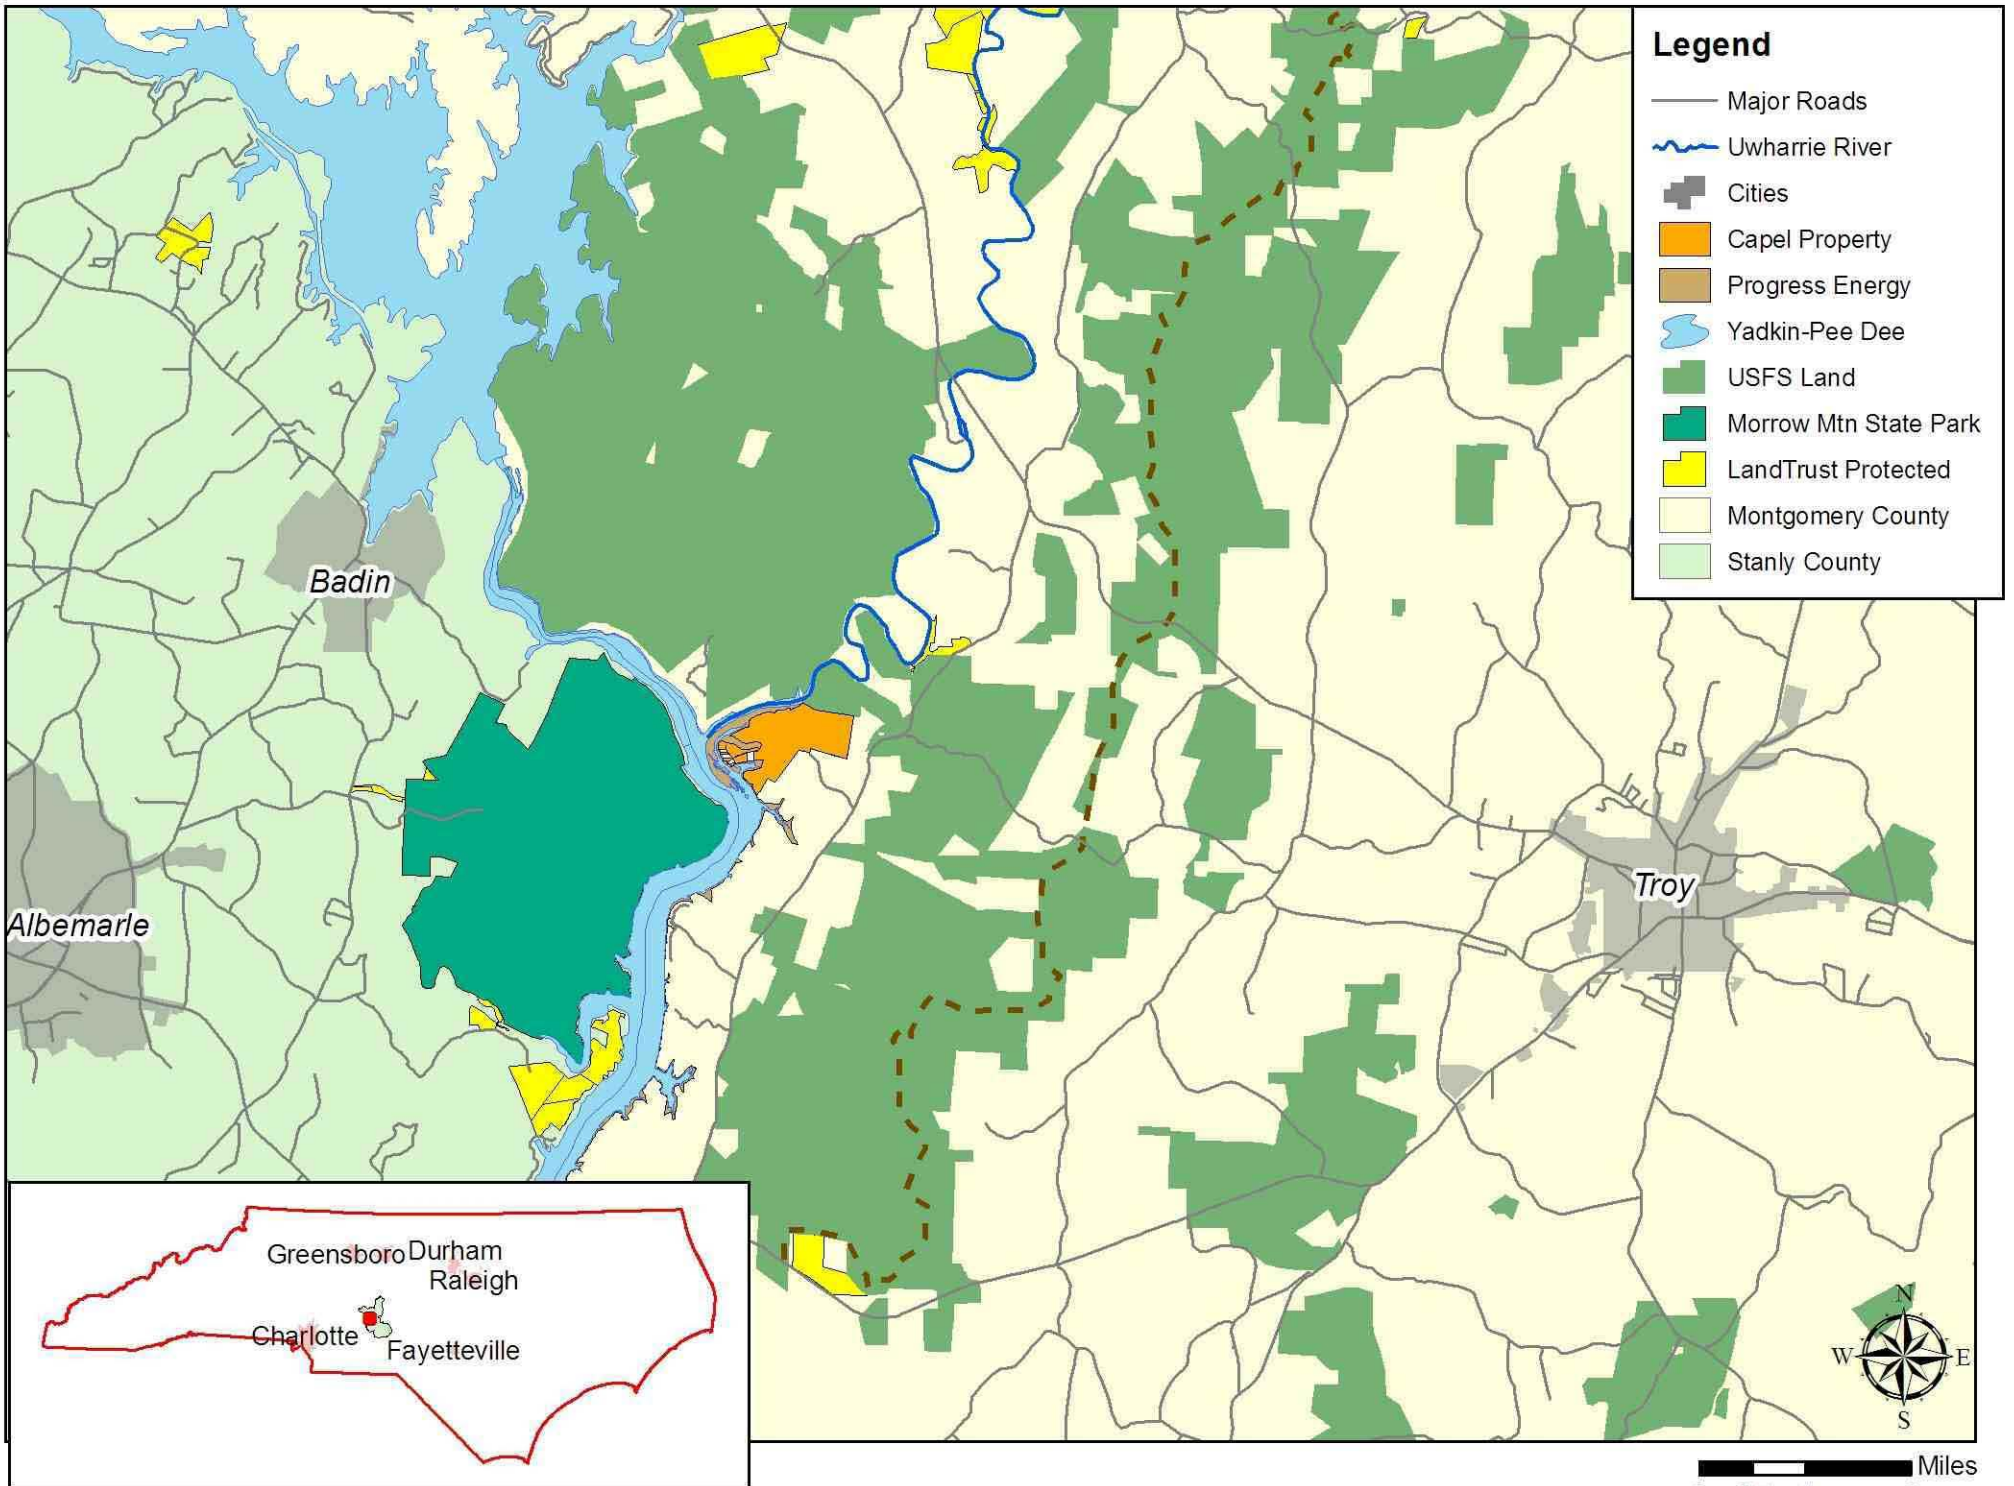 Legend
Major Roads
Uwharrie River
Cities
Capel Property
Progress Energy
Yadkin-Pee Dee
USFS Land
Morrow Mtn State Park
LandTrust Protected
Montgomery County
Stanly County
Badin
Albemarle
Troy
Greensboro
Durham
Raleigh
Charlotte
Fayetteville
N
W
E
S
Miles